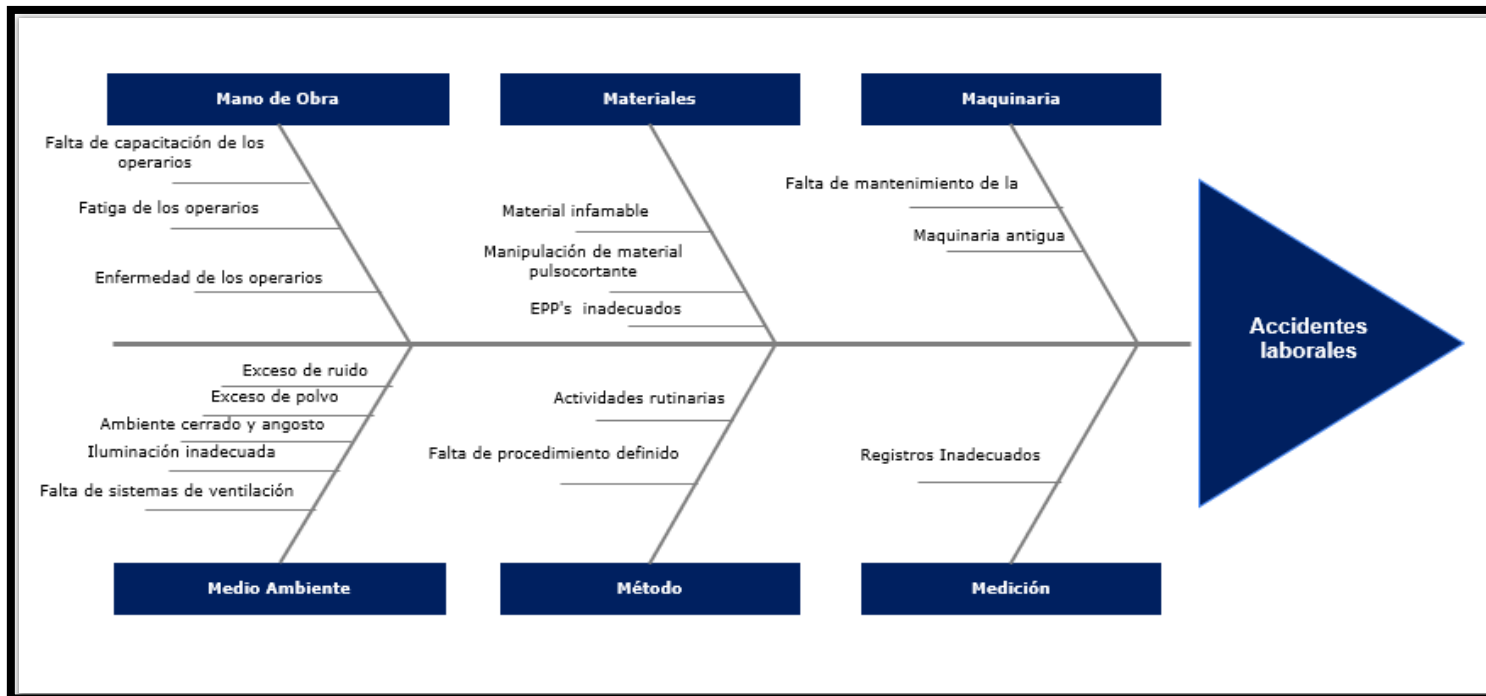 Mano de Obra
Materiales
Maquinaria
Falta de capacitación de los
operarios
Fatiga de los operarios
Enfermedad de los operarios
Material infamable
Manipulación de material
pulsocortante
EPP's inadecuados
Falta de mantenimiento de la
Maquinaria antigua
Accidentes
laborales
Exceso de ruido
Exceso de polvo
Ambiente cerrado y angosto
Iluminación inadecuada
Falta de sistemas de ventilación
Actividades rutinarias
Falta de procedimiento definido
Registros Inadecuados
Medio Ambiente
Método
Medición